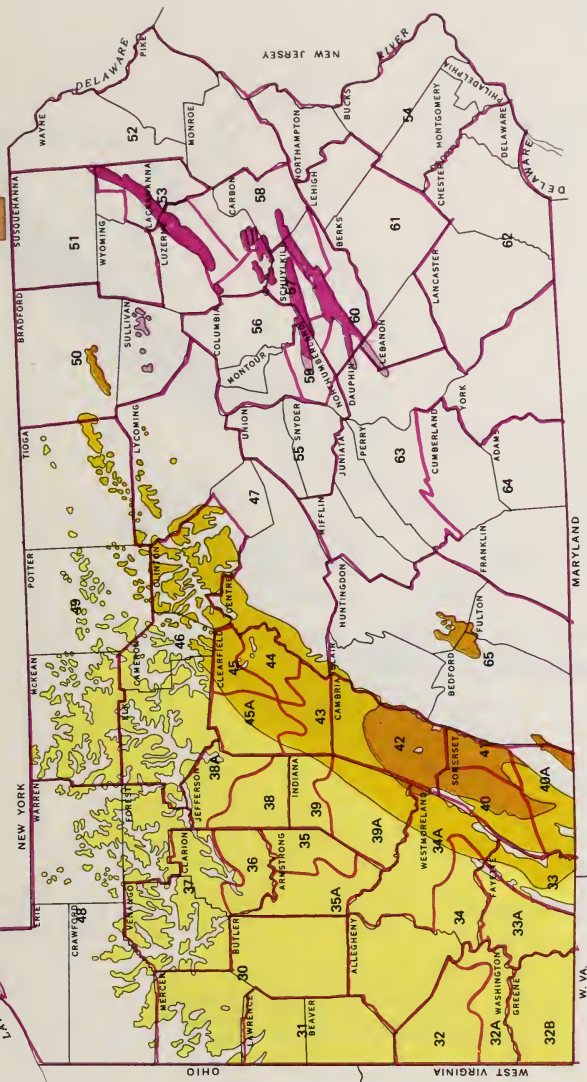 NEW YORK
LA
ERIE
WARREN
McKEAN
POTTER
TIOGA
BRADFORD
SUSQUEHANNA
WAYNE
DELAWARE
PIKE
48
CRAWFORD
49
50
51
52
53
WYOMING
LACKAWANNA
SULLIVAN
LYCOMING
LUZERNE
MONROE
VENANGO
FOREST
ELK
CAMERON
CLINTON
46
MERCER
37
CLARION
JEFFERSON
38A
CLEARFIELD
CENTRE
COLUMBIA
MONTOUR
UNION
CARBON
NORTHAMPTON
NEW JERSEY
OHIO
30
BUTLER
36
38
45A
45
44
47
56
58
LAWRENCE
31
BEAVER
ARMSTRONG
35
35A
INDIANA
39
39A
43
CAMBRIA
BLAIR
HUNTINGDON
MIFFLIN
55
SNYDER
JUNIATA
NORTHUMBERLAND
59
SCHUYLKILL
57
60
LEHIGH
BUCKS
RIVER
ALLEGHENY
WESTMORELAND
34A
34
42
PERRY
DAUPHIN
LEBANON
BERKS
61
54
MONTGOMERY
PHILADELPHIA
32
WASHINGTON
32A
GREENE
32B
FAYETTE
33A
33
SOMERSET
40
41
40A
BEDFORD
65
FULTON
FRANKLIN
63
CUMBERLAND
ADAMS
64
YORK
LANCASTER
62
CHESTER
DELAWARE
DELAWARE
WEST VIRGINIA
W. VA.
MARYLAND